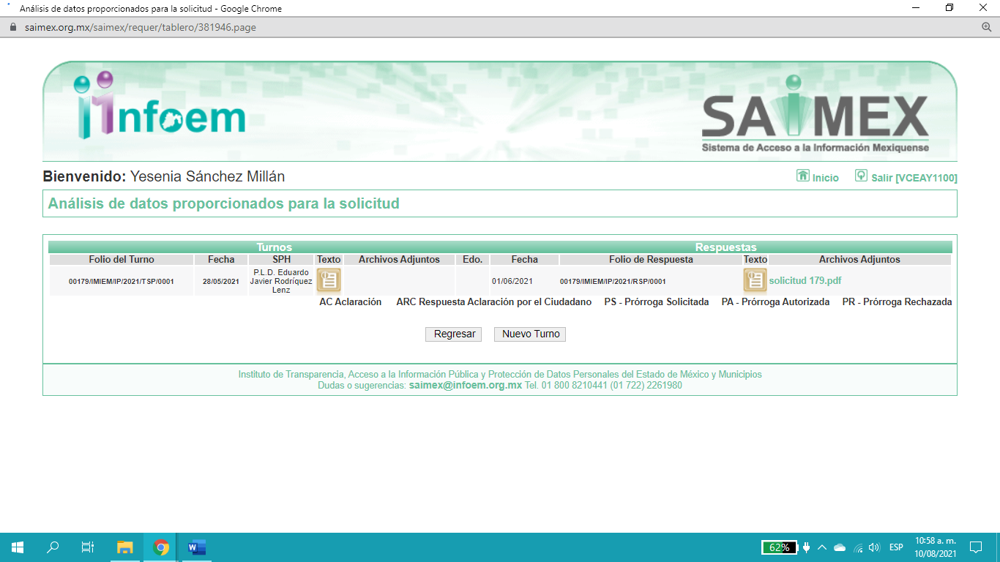 Análisis de datos proporcionados para la solicitud - Google Chrome
saimex.org.mx/saimex/requer/tablero/381946.page
infoem
SAIMEX
Sistema de Acceso a la Información Mexiquense
Bienvenido: Yesenia Sánchez Millán
Inicio Salir [VCEAY1100]
Análisis de datos proporcionados para la solicitud
Turnos Respuestas
Folio del Turno Fecha SPH Texto Archivos Adjuntos Edo. Fecha Folio de Respuesta Texto Archivos Adjuntos
00179/IMIEM/IP/2021/TSP/0001 28/05/2021 P.L.D. Eduardo
Javier Rodríquez
Lenz
01/06/2021 00179/IMIEM/IP/2021/RSP/0001 solicitud 179.pdf
AC Aclaración ARC Respuesta Aclaración por el Ciudadano PS - Prórroga Solicitada PA - Prórroga Autorizada PR - Prórroga Rechazada
Regresar Nuevo Turno
Instituto de Transparencia, Acceso a la Información Pública y Protección de Datos Personales del Estado de México y Municipios
Dudas o sugerencias: saimex@infoem.org.mx Tel. 01 800 8210441 (01 722) 2261980
62% ESP 10:58 a. m.
10/08/2021